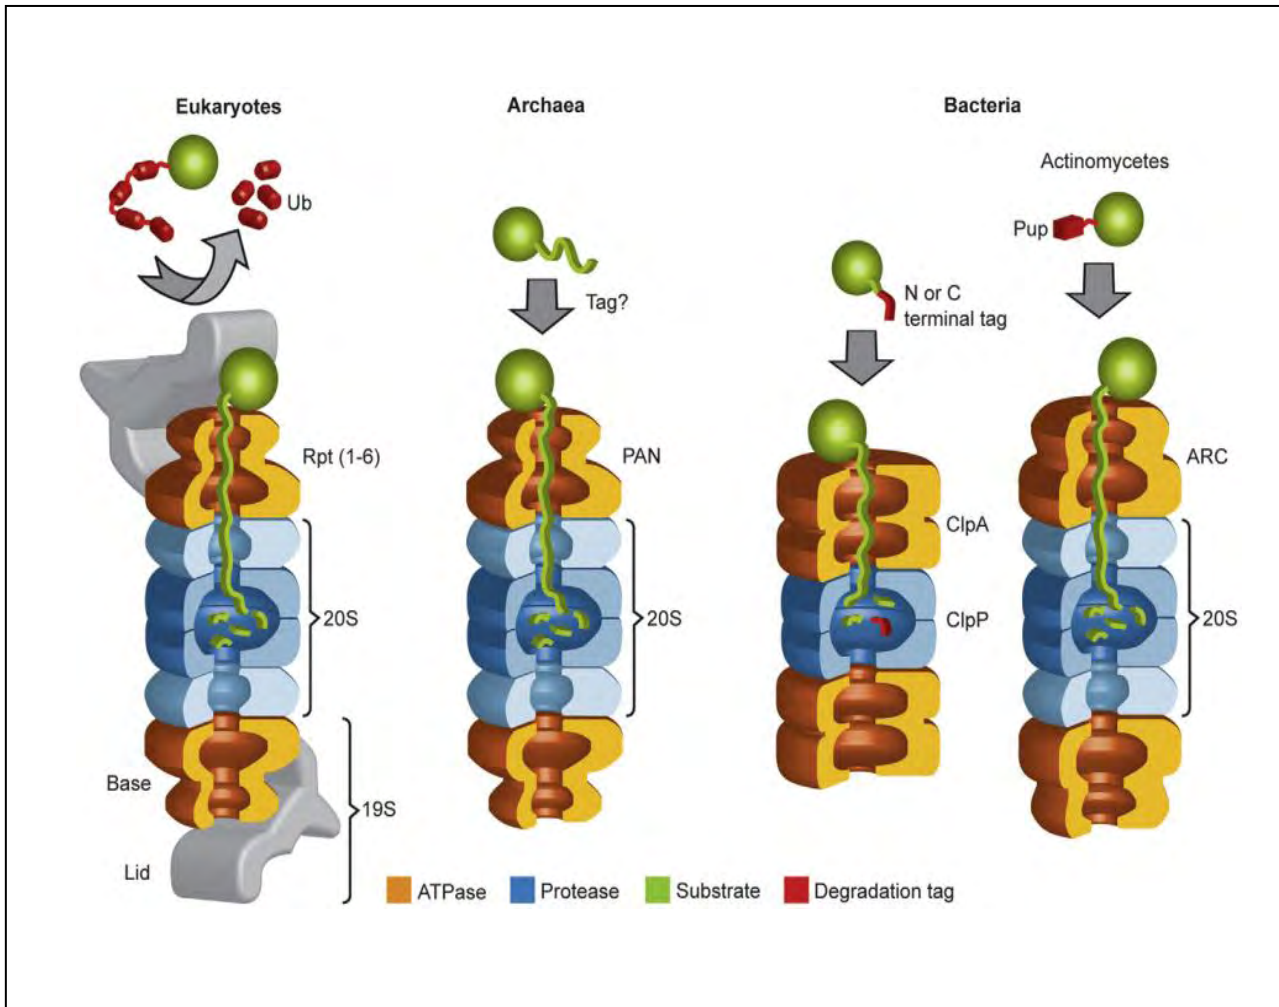 Eukaryotes
Archaea
Bacteria
Actinomycetes
Ub
Pup
Tag?
N or C
terminal tag
Rpt (1-6)
PAN
ClpA
ARC
20S
20S
ClpP
20S
Base
19S
Lid
ATPase
Protease
Substrate
Degradation tag